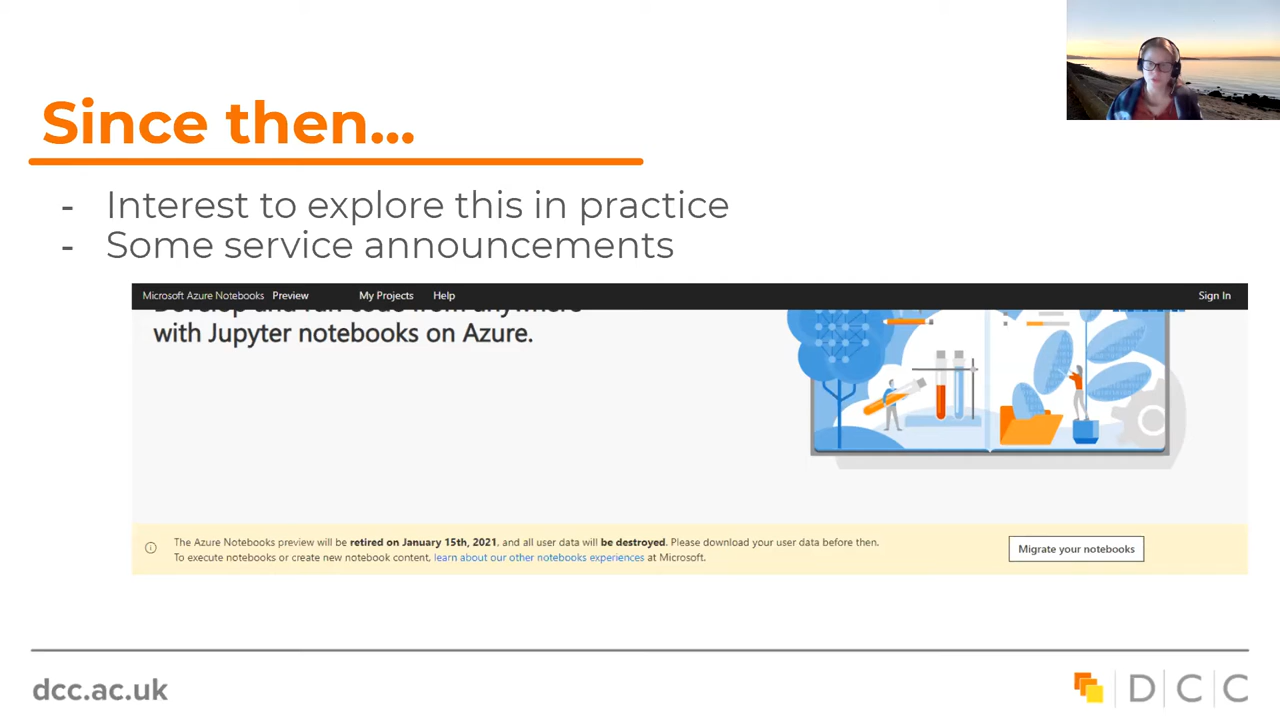 Since then...
- Interest to explore this in practice
- Some service announcements
Microsoft Azure Notebooks Preview My Projects Help Sign In
Develop and run code from anywhere
with Jupyter notebooks on Azure.
The Azure Notebooks preview will be retired on January 15th, 2021, and all user data will be destroyed. Please download your user data before then.
To execute notebooks or create new notebook content, learn about our other notebooks experiences at Microsoft.
Migrate your notebooks
dcc.ac.uk
D|C|C